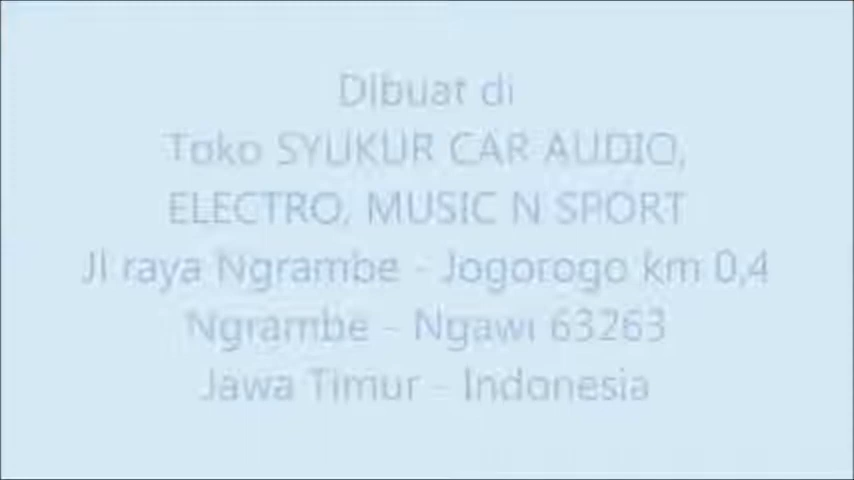 Dibuat di
Toko SYUKUR CAR AUDIO,
ELECTRO, MUSIC N SPORT
Jl raya Ngrambe - Jogorogo km 0,4
Ngrambe - Ngawi 63263
Jawa Timur - Indonesia